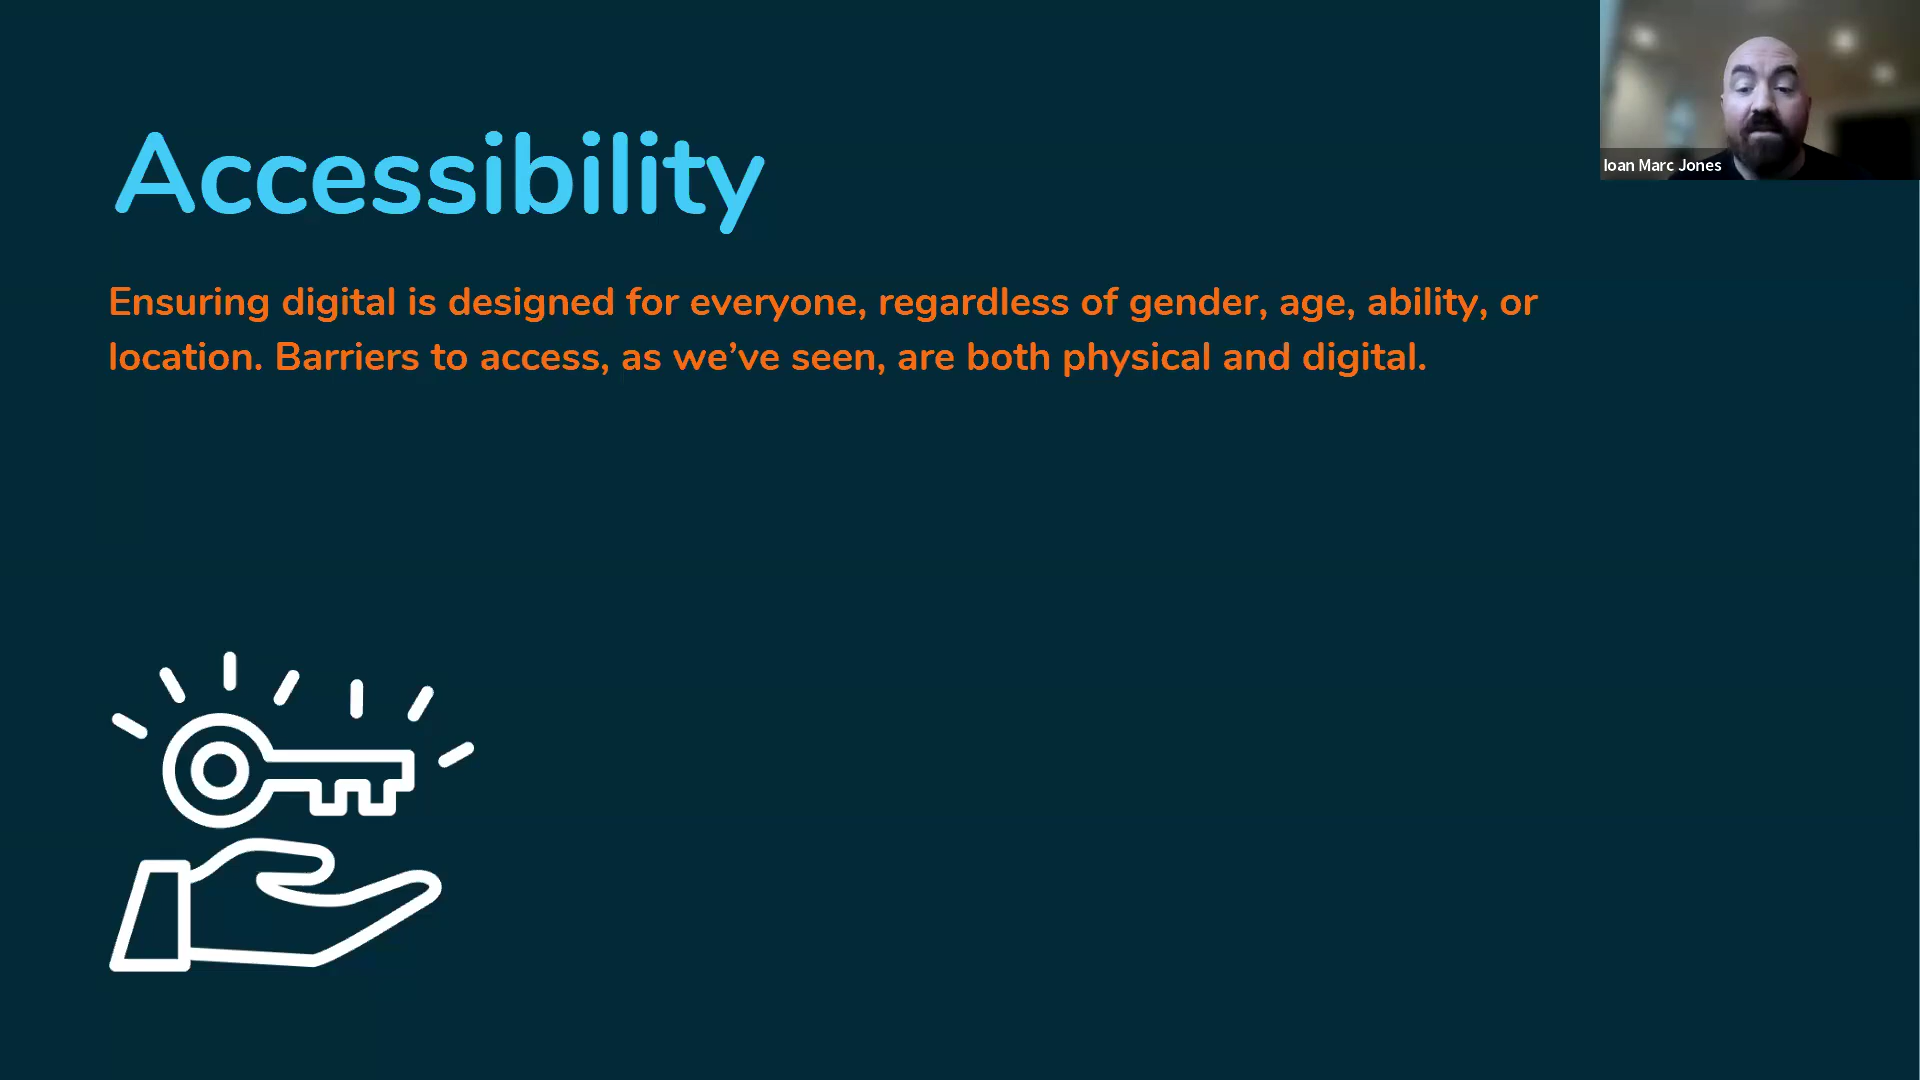 Accessibility
Ensuring digital is designed for everyone, regardless of gender, age, ability, or
location. Barriers to access, as we’ve seen, are both physical and digital.
Ioan Marc Jones